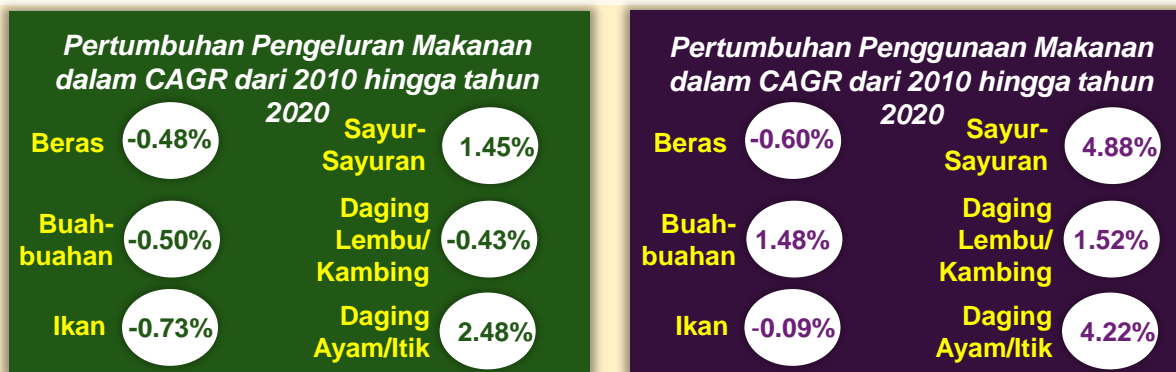 Pertumbuhan Pengeluran Makanan
dalam CAGR dari 2010 hingga tahun
2020
Beras
-0.48%
Sayur-
Sayuran
1.45%
Buah-
buahan
-0.50%
Daging
Lembu/
Kambing
-0.43%
Ikan
-0.73%
Daging
Ayam/Itik
2.48%
Pertumbuhan Penggunaan Makanan
dalam CAGR dari 2010 hingga tahun
2020
Beras
-0.60%
Sayur-
Sayuran
4.88%
Buah-
buahan
1.48%
Daging
Lembu/
Kambing
1.52%
Ikan
-0.09%
Daging
Ayam/Itik
4.22%